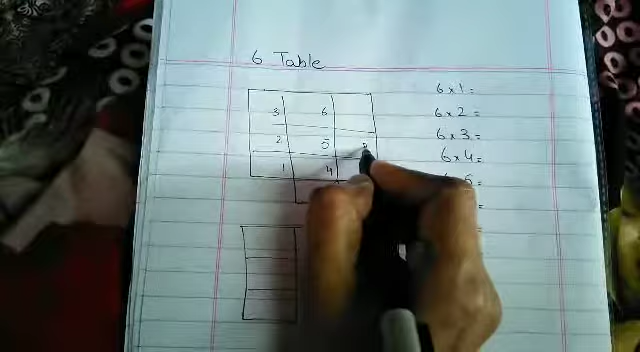 6 Table
6 x 1 =
3 6
6 x 2 =
2 5
6 x 3 =
1 4
6 x 4 =
=
=